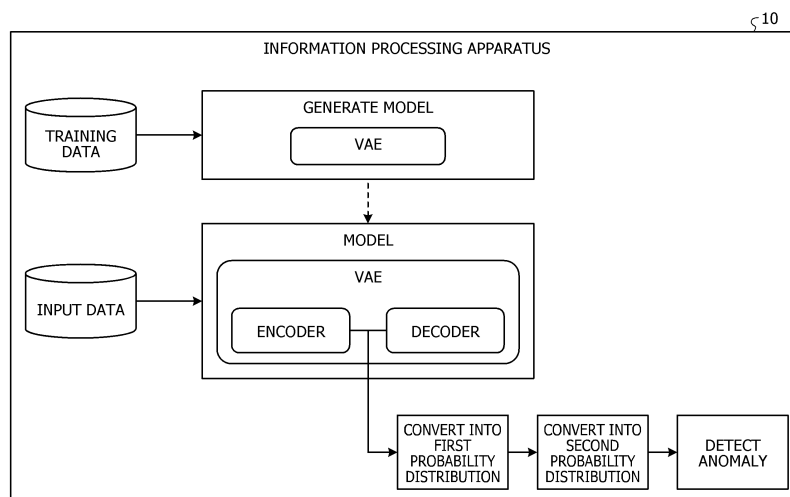 10
INFORMATION PROCESSING APPARATUS
TRAINING
DATA
GENERATE MODEL
VAE
INPUT DATA
MODEL
VAE
ENCODER
DECODER
CONVERT INTO
FIRST
PROBABILITY
DISTRIBUTION
CONVERT INTO
SECOND
PROBABILITY
DISTRIBUTION
DETECT
ANOMALY